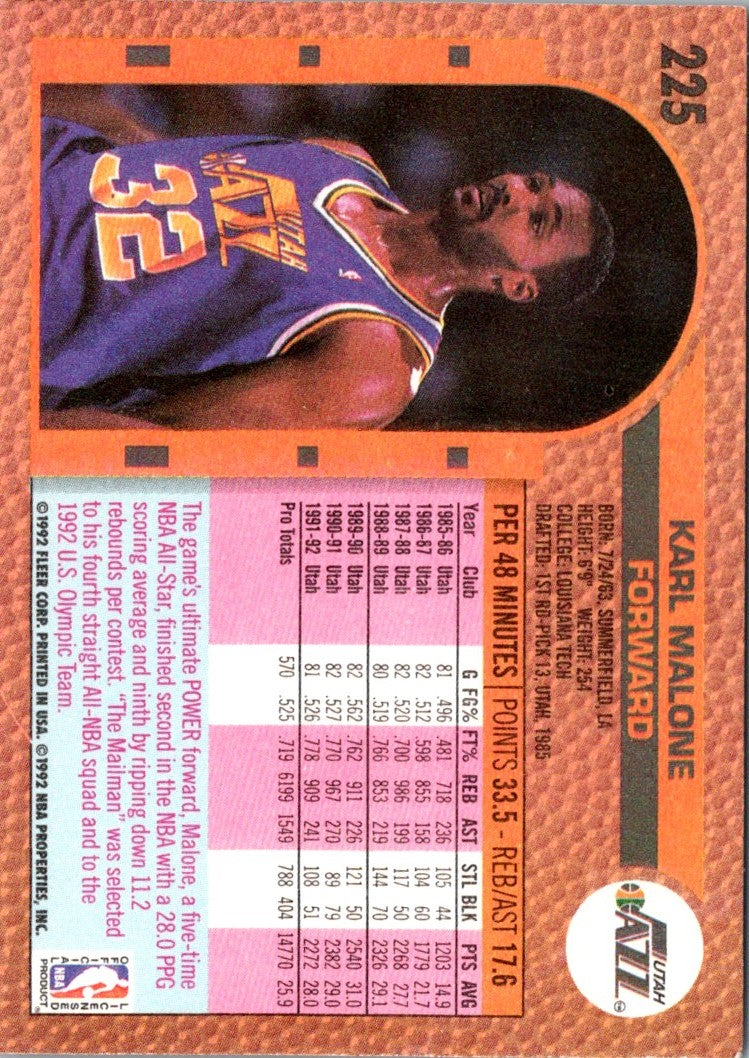 225
KARL MALONE
FORWARD
BORN: 7/24/63, SUMMERFIELD, LA
HEIGHT: 6'9" WEIGHT: 254
COLLEGE: LOUISIANA TECH
DRAFTED: 1ST RD-PICK 13, UTAH, 1985
UTAH
JAZZ
UTAH
JAZZ
32
PER 48 MINUTES | POINTS 33.5 - REB/AST 17.6
Year Club G FG% FT% REB AST STL BLK PTS AVG
1985-86 Utah 81 .496 .481 718 236 105 44 1203 14.9
1986-87 Utah 82 .512 .598 855 158 104 60 1779 21.7
1987-88 Utah 82 .520 .700 986 199 117 50 2268 27.7
1988-89 Utah 80 .519 .766 853 219 144 70 2326 29.1
1989-90 Utah 82 .562 .762 911 226 121 50 2540 31.0
1990-91 Utah 82 .527 .770 967 270 89 79 2382 29.0
1991-92 Utah 81 .526 .778 909 241 108 51 2272 28.0
Pro Totals 570 .525 .719 6199 1549 788 404 14770 25.9
The game's ultimate POWER forward, Malone, a five-time
NBA All-Star, finished second in the NBA with a 28.0 PPG
scoring average and ninth by ripping down 11.2
rebounds per contest. "The Mailman" was selected
to his fourth straight All-NBA squad and to the
1992 U.S. Olympic Team.
OFFICIAL
LICENSED
NBA
PRODUCT
©1992 FLEER CORP. PRINTED IN USA. ©1992 NBA PROPERTIES, INC.